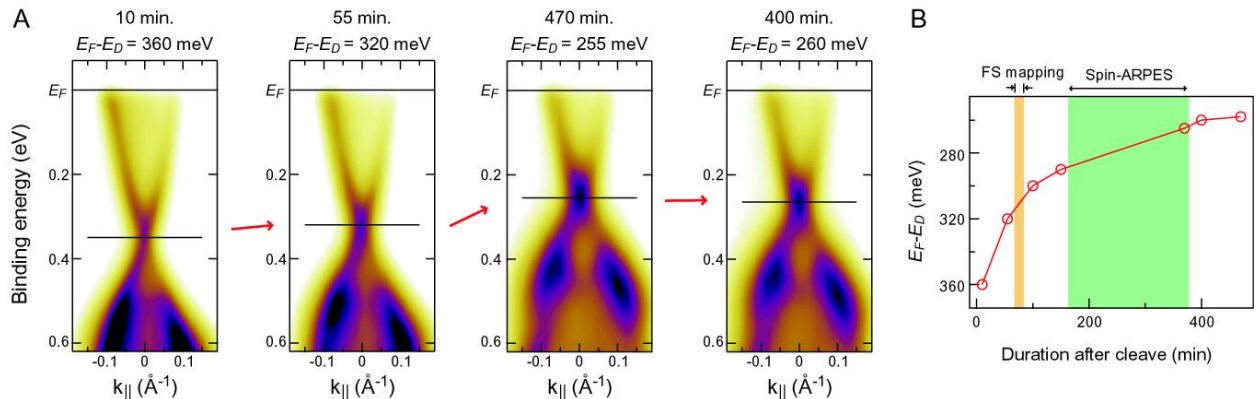 A
10 min.
E_F-E_D = 360 meV
55 min.
E_F-E_D = 320 meV
470 min.
E_F-E_D = 255 meV
400 min.
E_F-E_D = 260 meV
Binding energy (eV)
E_F
0.2
0.4
0.6
-0.1 0 0.1
k|| (Å⁻¹)
E_F
0.2
0.4
0.6
-0.1 0 0.1
k|| (Å⁻¹)
E_F
0.2
0.4
0.6
-0.1 0 0.1
k|| (Å⁻¹)
E_F
0.2
0.4
0.6
-0.1 0 0.1
k|| (Å⁻¹)
B
FS mapping
Spin-ARPES
E_F-E_D (meV)
280
320
360
0 200 400
Duration after cleave (min)